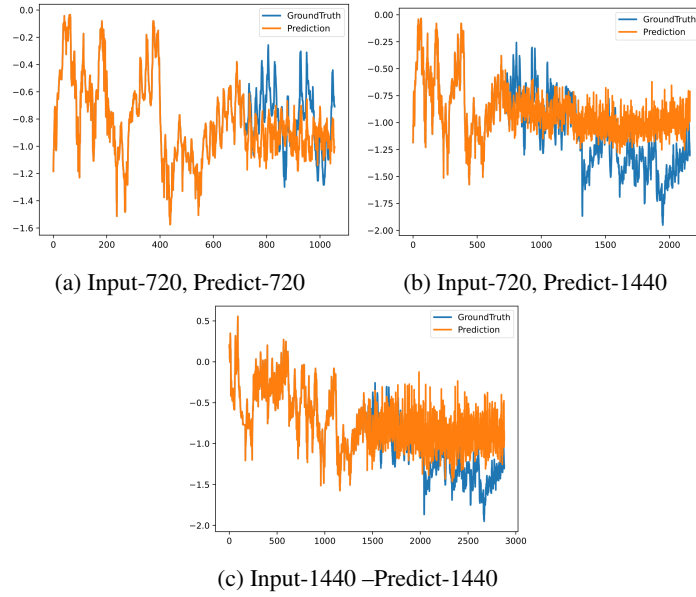 GroundTruth
Prediction
0.0
−0.2
−0.4
−0.6
−0.8
−1.0
−1.2
−1.4
−1.6
0 200 400 600 800 1000
(a) Input-720, Predict-720
GroundTruth
Prediction
0.00
−0.25
−0.50
−0.75
−1.00
−1.25
−1.50
−1.75
−2.00
0 500 1000 1500 2000
(b) Input-720, Predict-1440
GroundTruth
Prediction
0.5
0.0
−0.5
−1.0
−1.5
−2.0
0 500 1000 1500 2000 2500 3000
(c) Input-1440 –Predict-1440